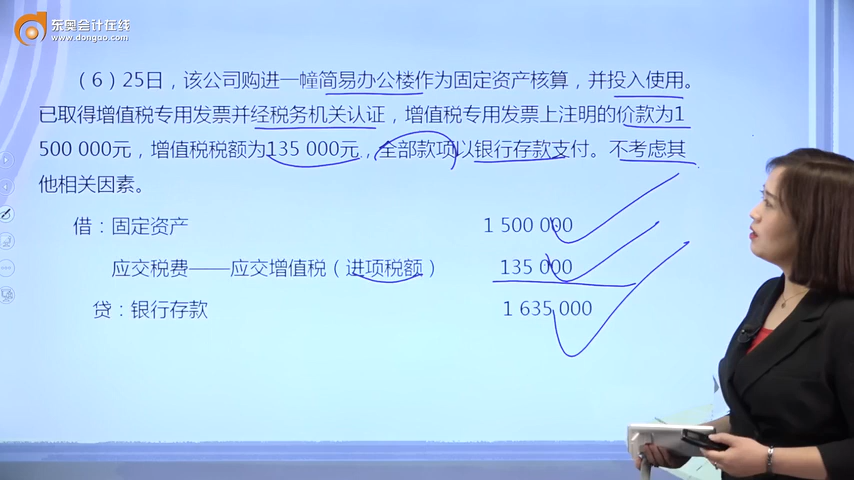 东奥会计在线
www.dongao.com
（6）25日，该公司购进一幢简易办公楼作为固定资产核算，并投入使用。
已取得增值税专用发票并经税务机关认证，增值税专用发票上注明的价款为1
500 000元，增值税税额为135 000元，全部款项以银行存款支付。不考虑其
他相关因素。
借：固定资产 1 500 000
应交税费——应交增值税（进项税额） 135 000
贷：银行存款 1 635 000